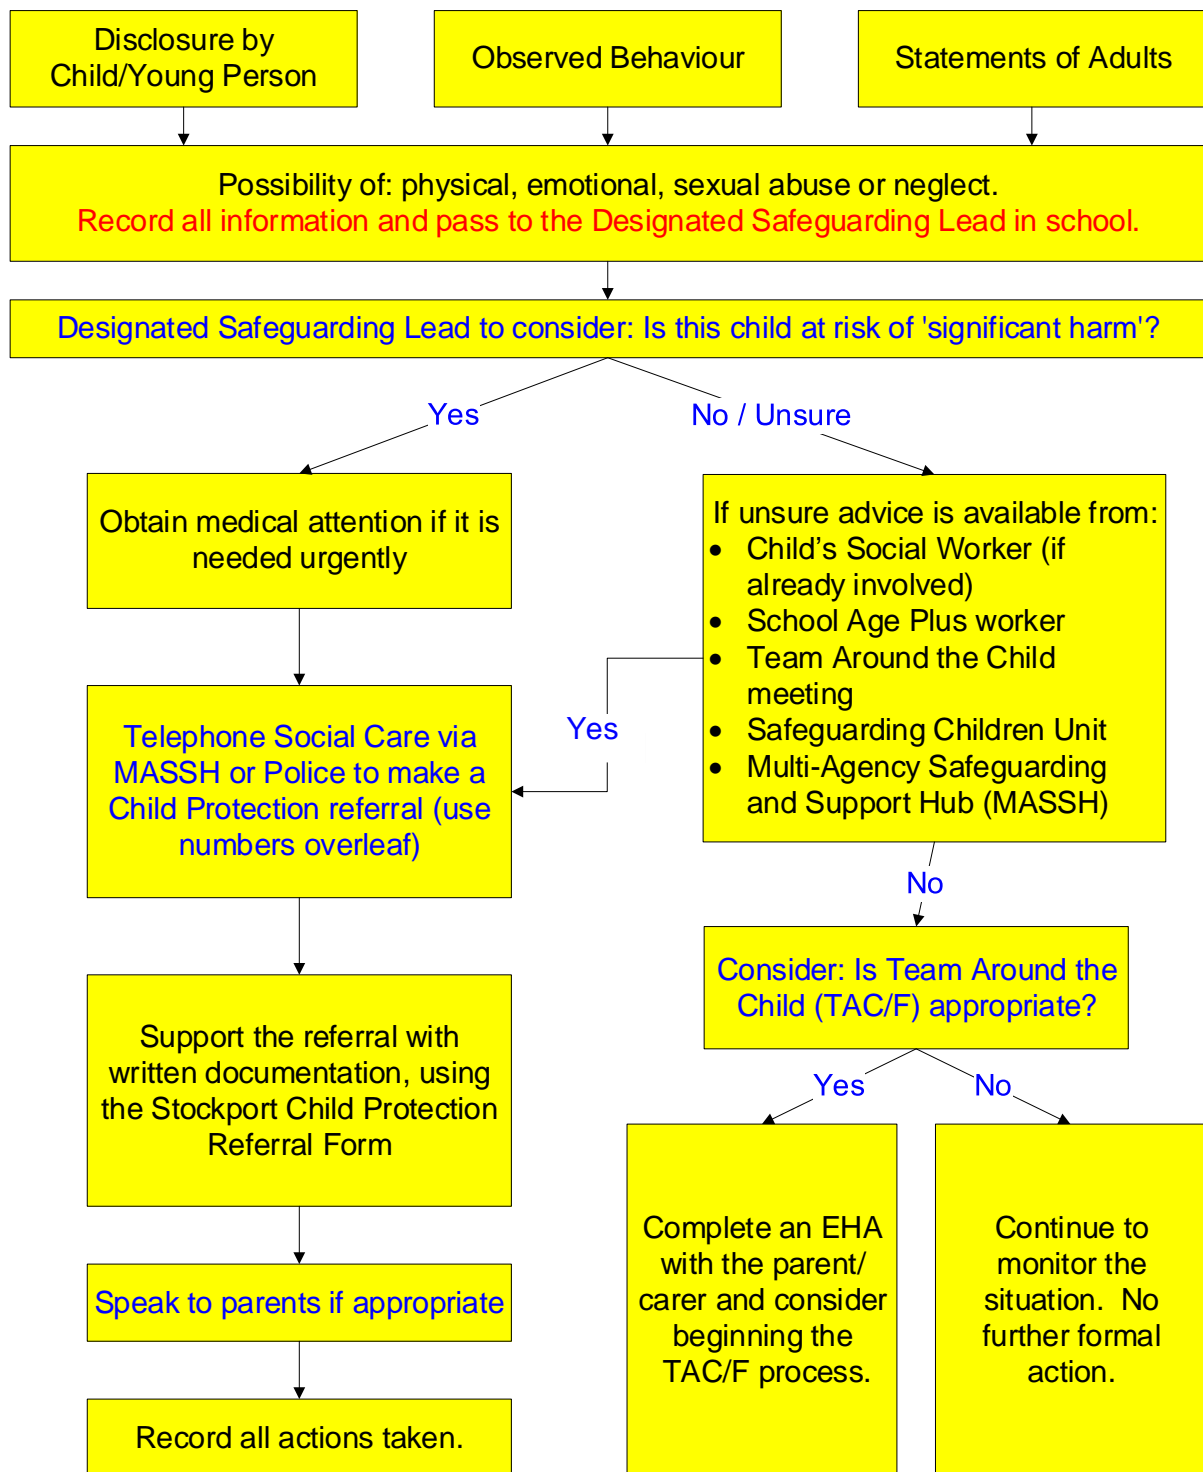 Disclosure by
Child/Young Person
Observed Behaviour
Statements of Adults
Possibility of: physical, emotional, sexual abuse or neglect.
Record all information and pass to the Designated Safeguarding Lead in school.
Designated Safeguarding Lead to consider: Is this child at risk of 'significant harm'?
Yes
No / Unsure
Obtain medical attention if it is
needed urgently
If unsure advice is available from:
• Child's Social Worker (if
already involved)
• School Age Plus worker
• Team Around the Child
meeting
• Safeguarding Children Unit
• Multi-Agency Safeguarding
and Support Hub (MASSH)
Yes
Telephone Social Care via
MASSH or Police to make a
Child Protection referral (use
numbers overleaf)
No
Consider: Is Team Around the
Child (TAC/F) appropriate?
Support the referral with
written documentation, using
the Stockport Child Protection
Referral Form
Yes
No
Complete an EHA
with the parent/
carer and consider
beginning the
TAC/F process.
Continue to
monitor the
situation.  No
further formal
action.
Speak to parents if appropriate
Record all actions taken.